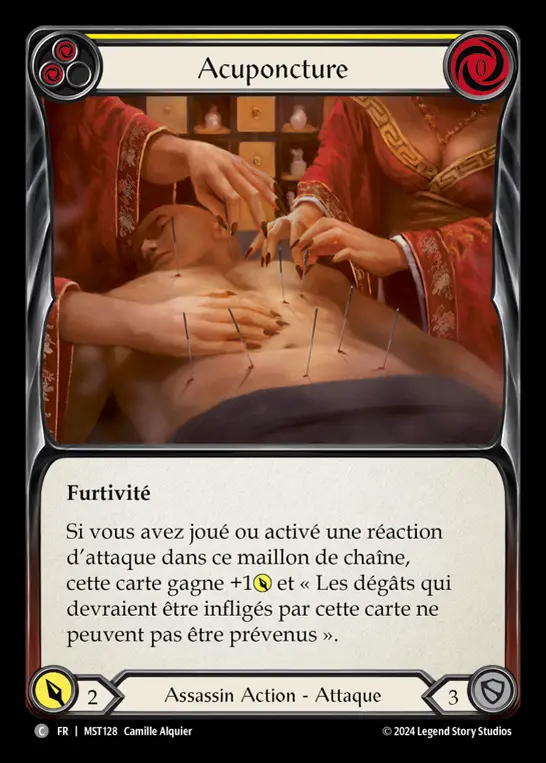 Acuponcture
0
Furtivité
Si vous avez joué ou activé une réaction
d’attaque dans ce maillon de chaîne,
cette carte gagne +1 et « Les dégâts qui
devraient être infligés par cette carte ne
peuvent pas être prévenus ».
2
Assassin Action - Attaque
3
C FR | MST128 Camille Alquier
© 2024 Legend Story Studios